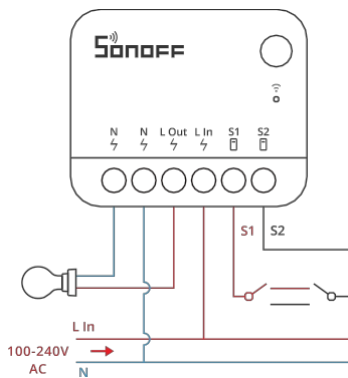 SONOFF
N N L Out L In S1 S2
S1 S2
L In
100-240V
AC
N